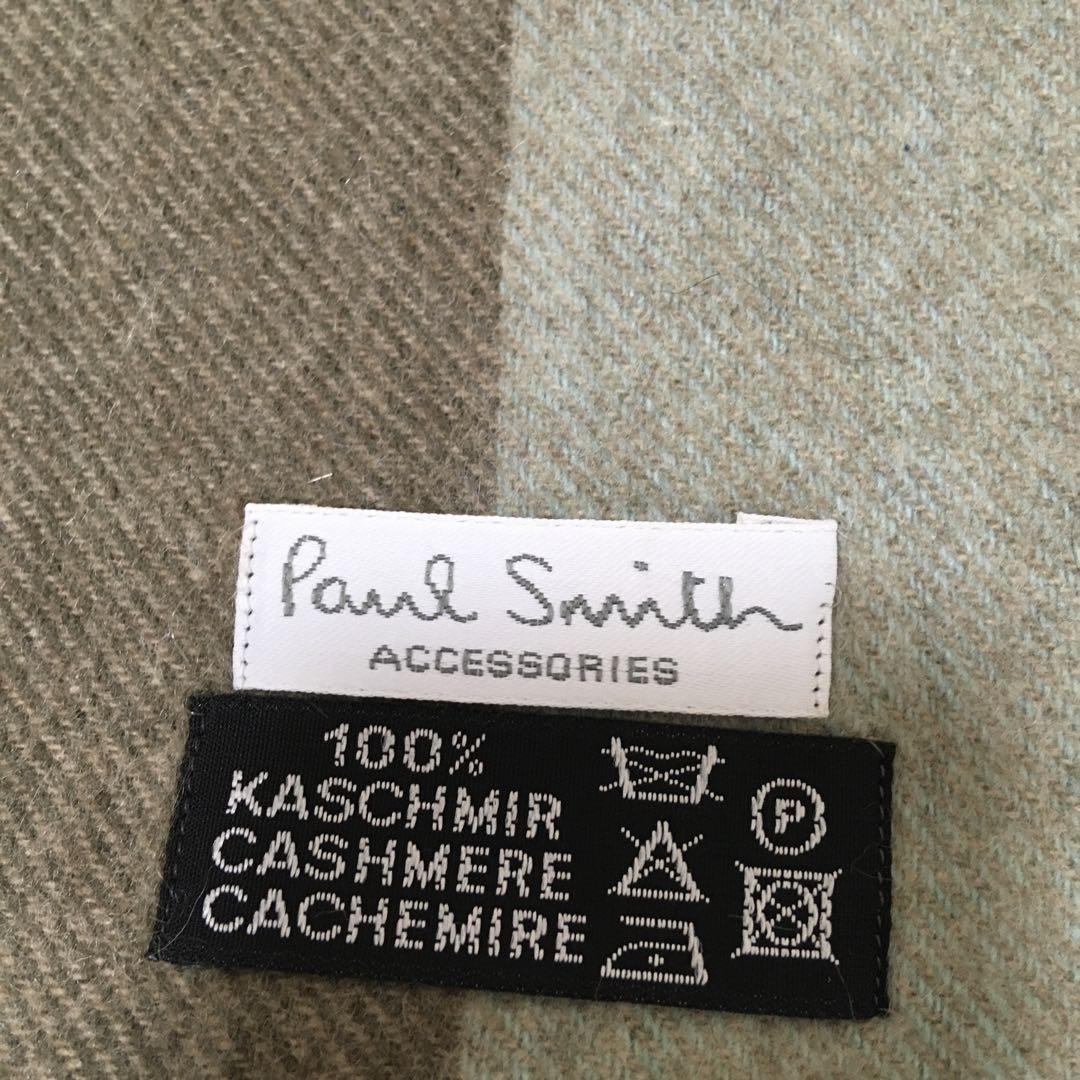 Paul Smith
ACCESSORIES
100%
KASCHMIR
CASHMERE
CACHEMIRE
P